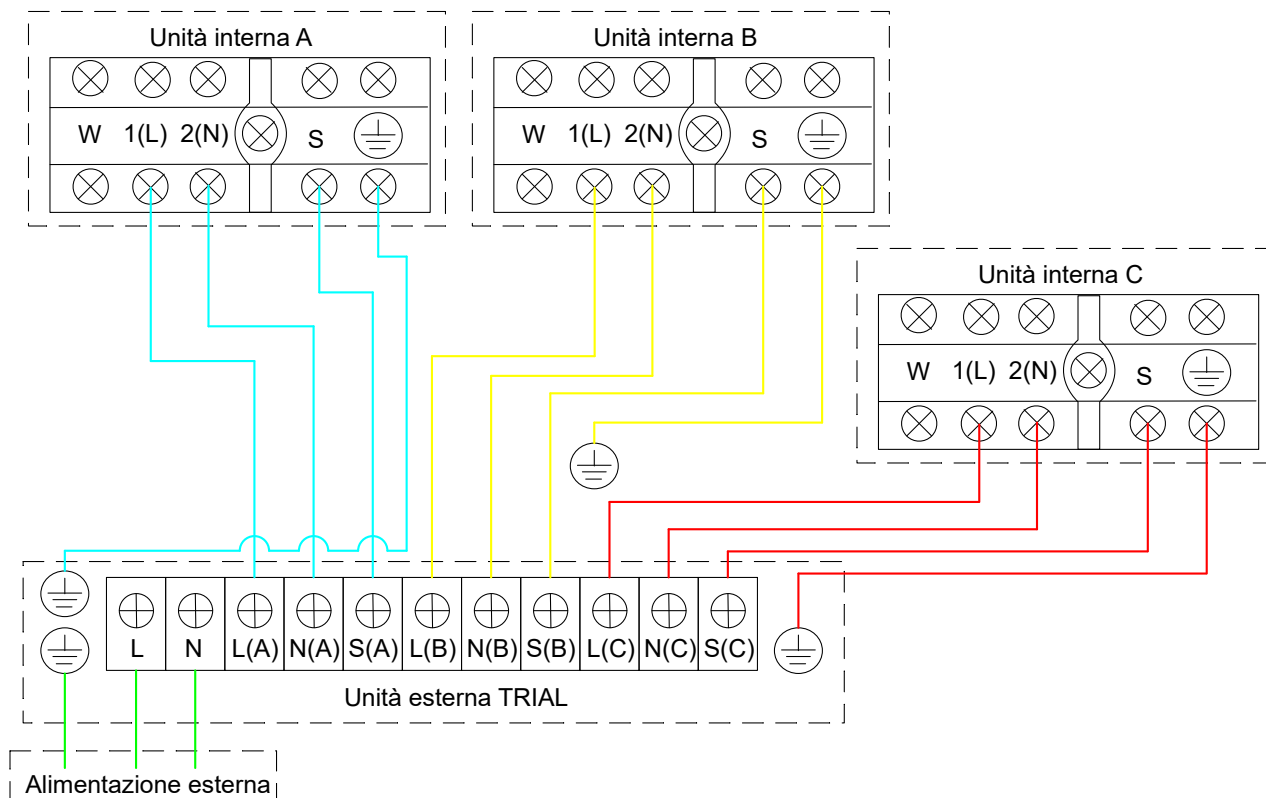 Unità interna A
W 1(L) 2(N) S
Unità interna B
W 1(L) 2(N) S
Unità interna C
W 1(L) 2(N) S
L N L(A) N(A) S(A) L(B) N(B) S(B) L(C) N(C) S(C)
Unità esterna TRIAL
Alimentazione esterna